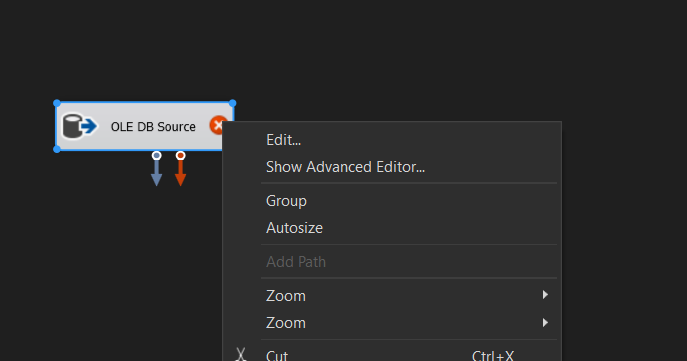 OLE DB Source
Edit...
Show Advanced Editor...
Group
Autosize
Add Path
Zoom
Zoom
Cut Ctrl+X